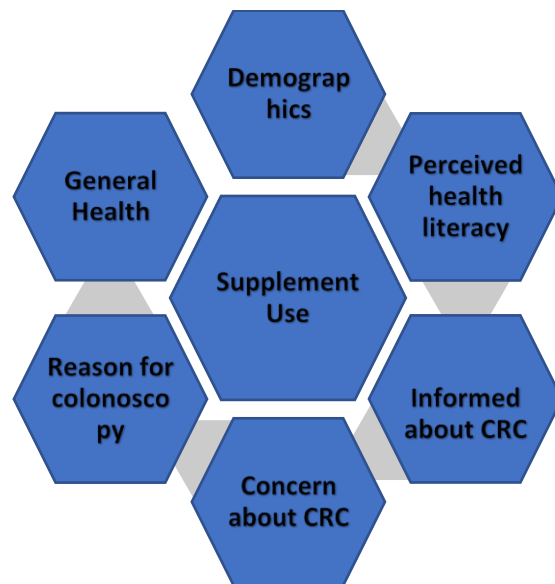 Demograp
hics
Perceived
health
literacy
General
Health
Supplement
Use
Reason for
colonosco
py
Informed
about CRC
Concern
about CRC